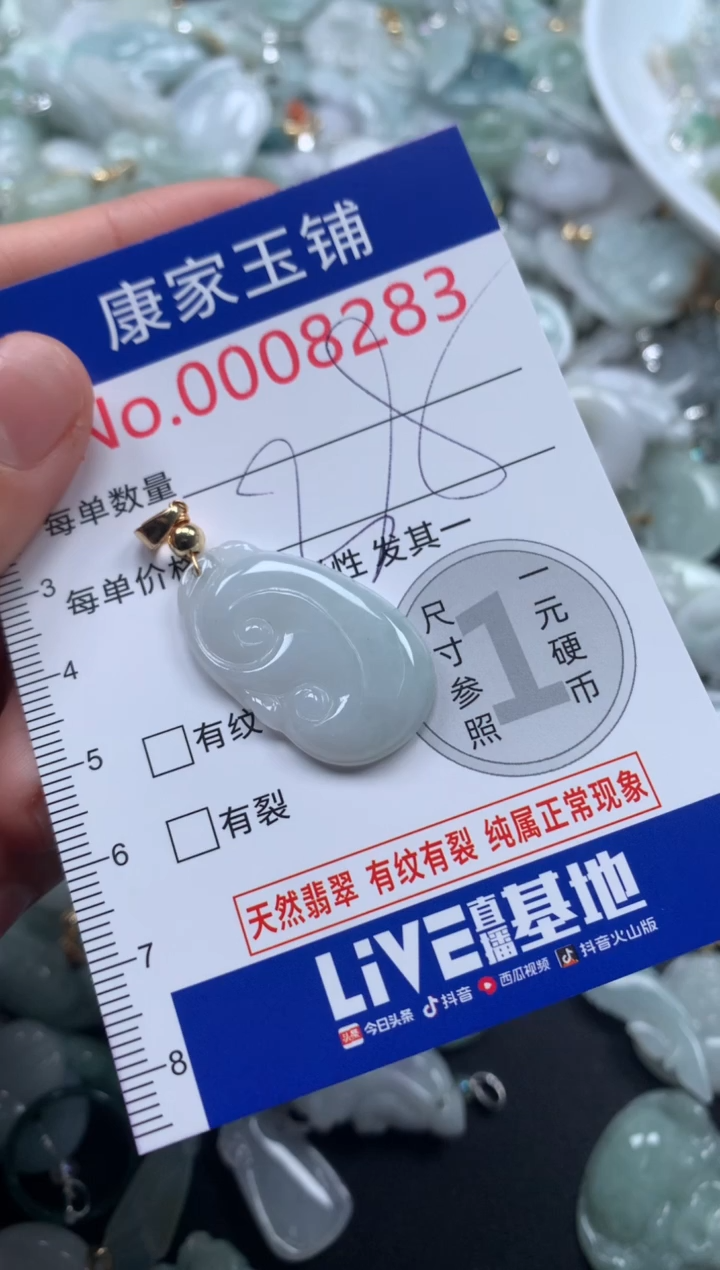 康家玉铺
No.0008283
28
每单数量
每单价格 性 发其一
3
4
5
6
7
8
尺寸参照
1
一元硬币
有纹
有裂
天然翡翠 有纹有裂 纯属正常现象
LiVE直播基地
头条 今日头条 抖音 西瓜视频 抖音火山版